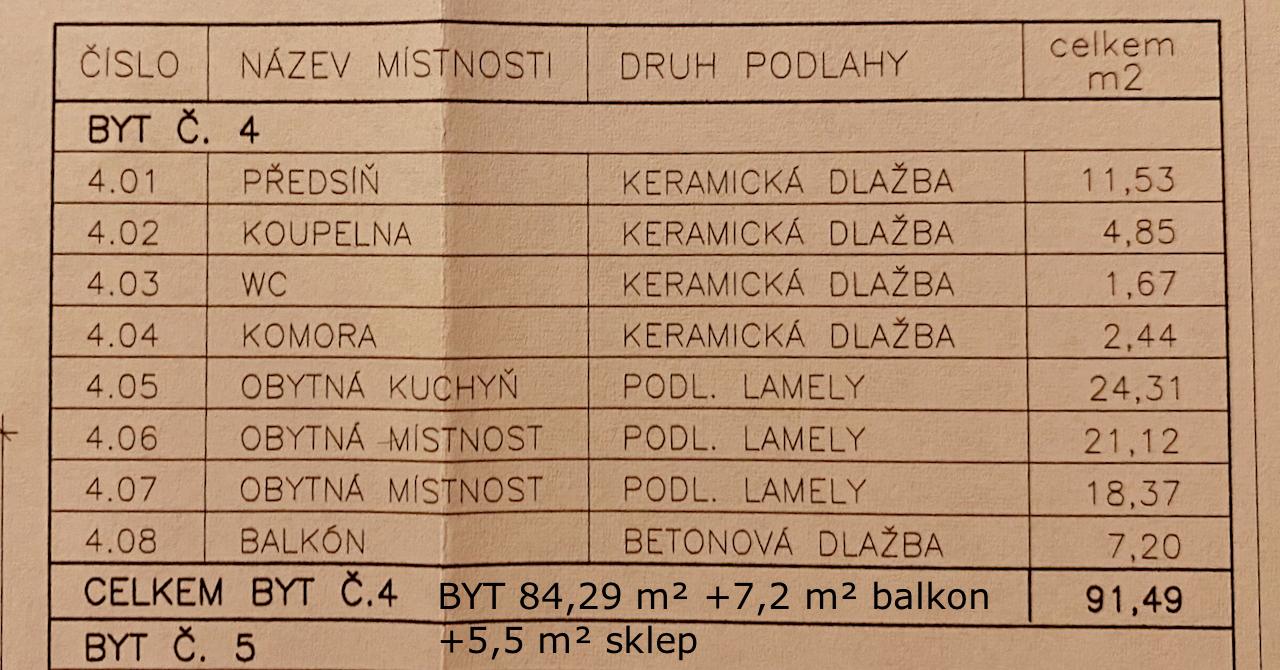 ČÍSLO NÁZEV MÍSTNOSTI DRUH PODLAHY celkem m2
BYT Č. 4
4.01 PŘEDSÍŇ KERAMICKÁ DLAŽBA 11,53
4.02 KOUPELNA KERAMICKÁ DLAŽBA 4,85
4.03 WC KERAMICKÁ DLAŽBA 1,67
4.04 KOMORA KERAMICKÁ DLAŽBA 2,44
4.05 OBYTNÁ KUCHYŇ PODL. LAMELY 24,31
4.06 OBYTNÁ MÍSTNOST PODL. LAMELY 21,12
4.07 OBYTNÁ MÍSTNOST PODL. LAMELY 18,37
4.08 BALKÓN BETONOVÁ DLAŽBA 7,20
CELKEM BYT Č.4 BYT 84,29 m² +7,2 m² balkon 91,49
+5,5 m² sklep
BYT Č. 5